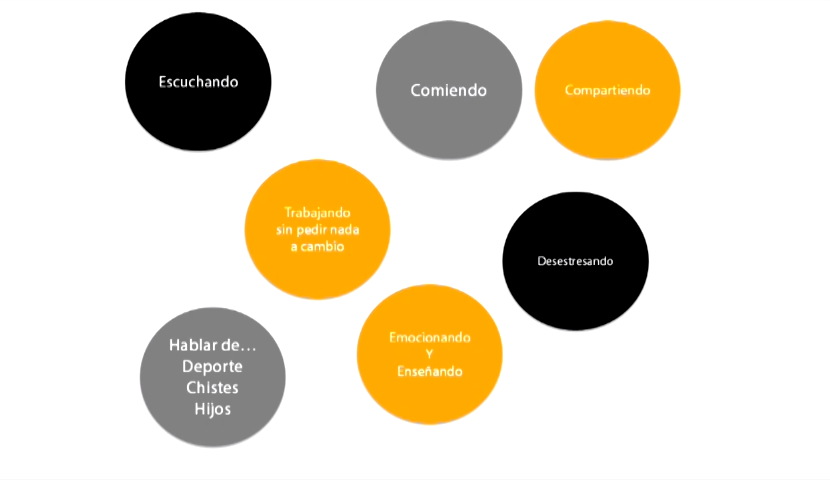 Escuchando
Comiendo
Compartiendo
Trabajando
sin pedir nada
a cambio
Desestresando
Emocionando
Y
Enseñando
Hablar de...
Deporte
Chistes
Hijos